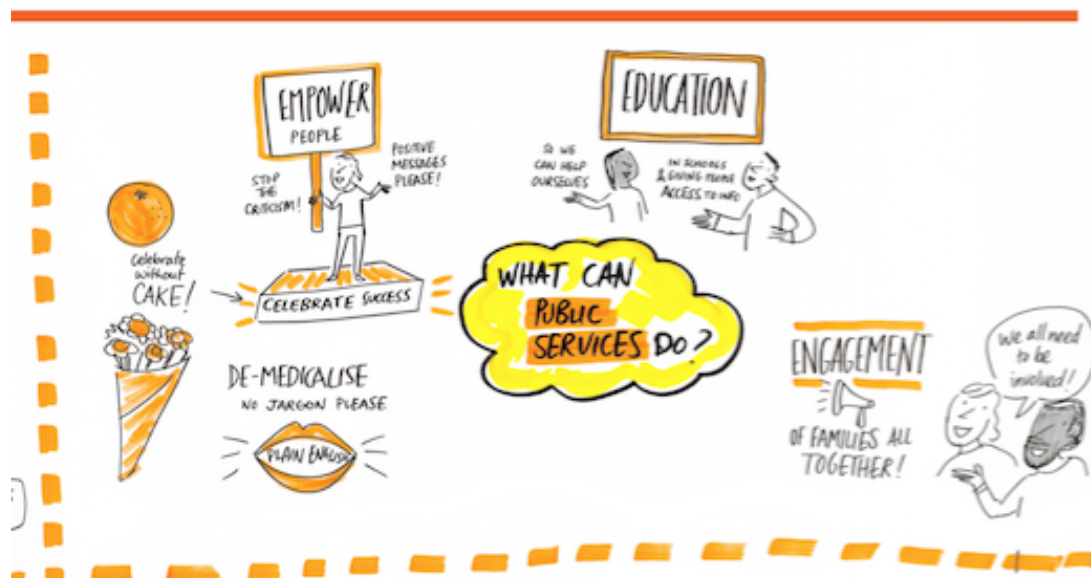 EMPOWER
PEOPLE
STOP
THE
CRITICISM!
POSITIVE
MESSAGES
PLEASE!
Celebrate
without
CAKE!
CELEBRATE SUCCESS
DE-MEDICALISE
NO JARGON PLEASE
PLAIN ENGLISH
EDUCATION
SO WE
CAN HELP
OURSELVES
IN SCHOOLS
& GIVING PEOPLE
ACCESS TO INFO
WHAT CAN
PUBLIC
SERVICES DO?
ENGAGEMENT
OF FAMILIES ALL
TOGETHER!
We all need
to be
involved!